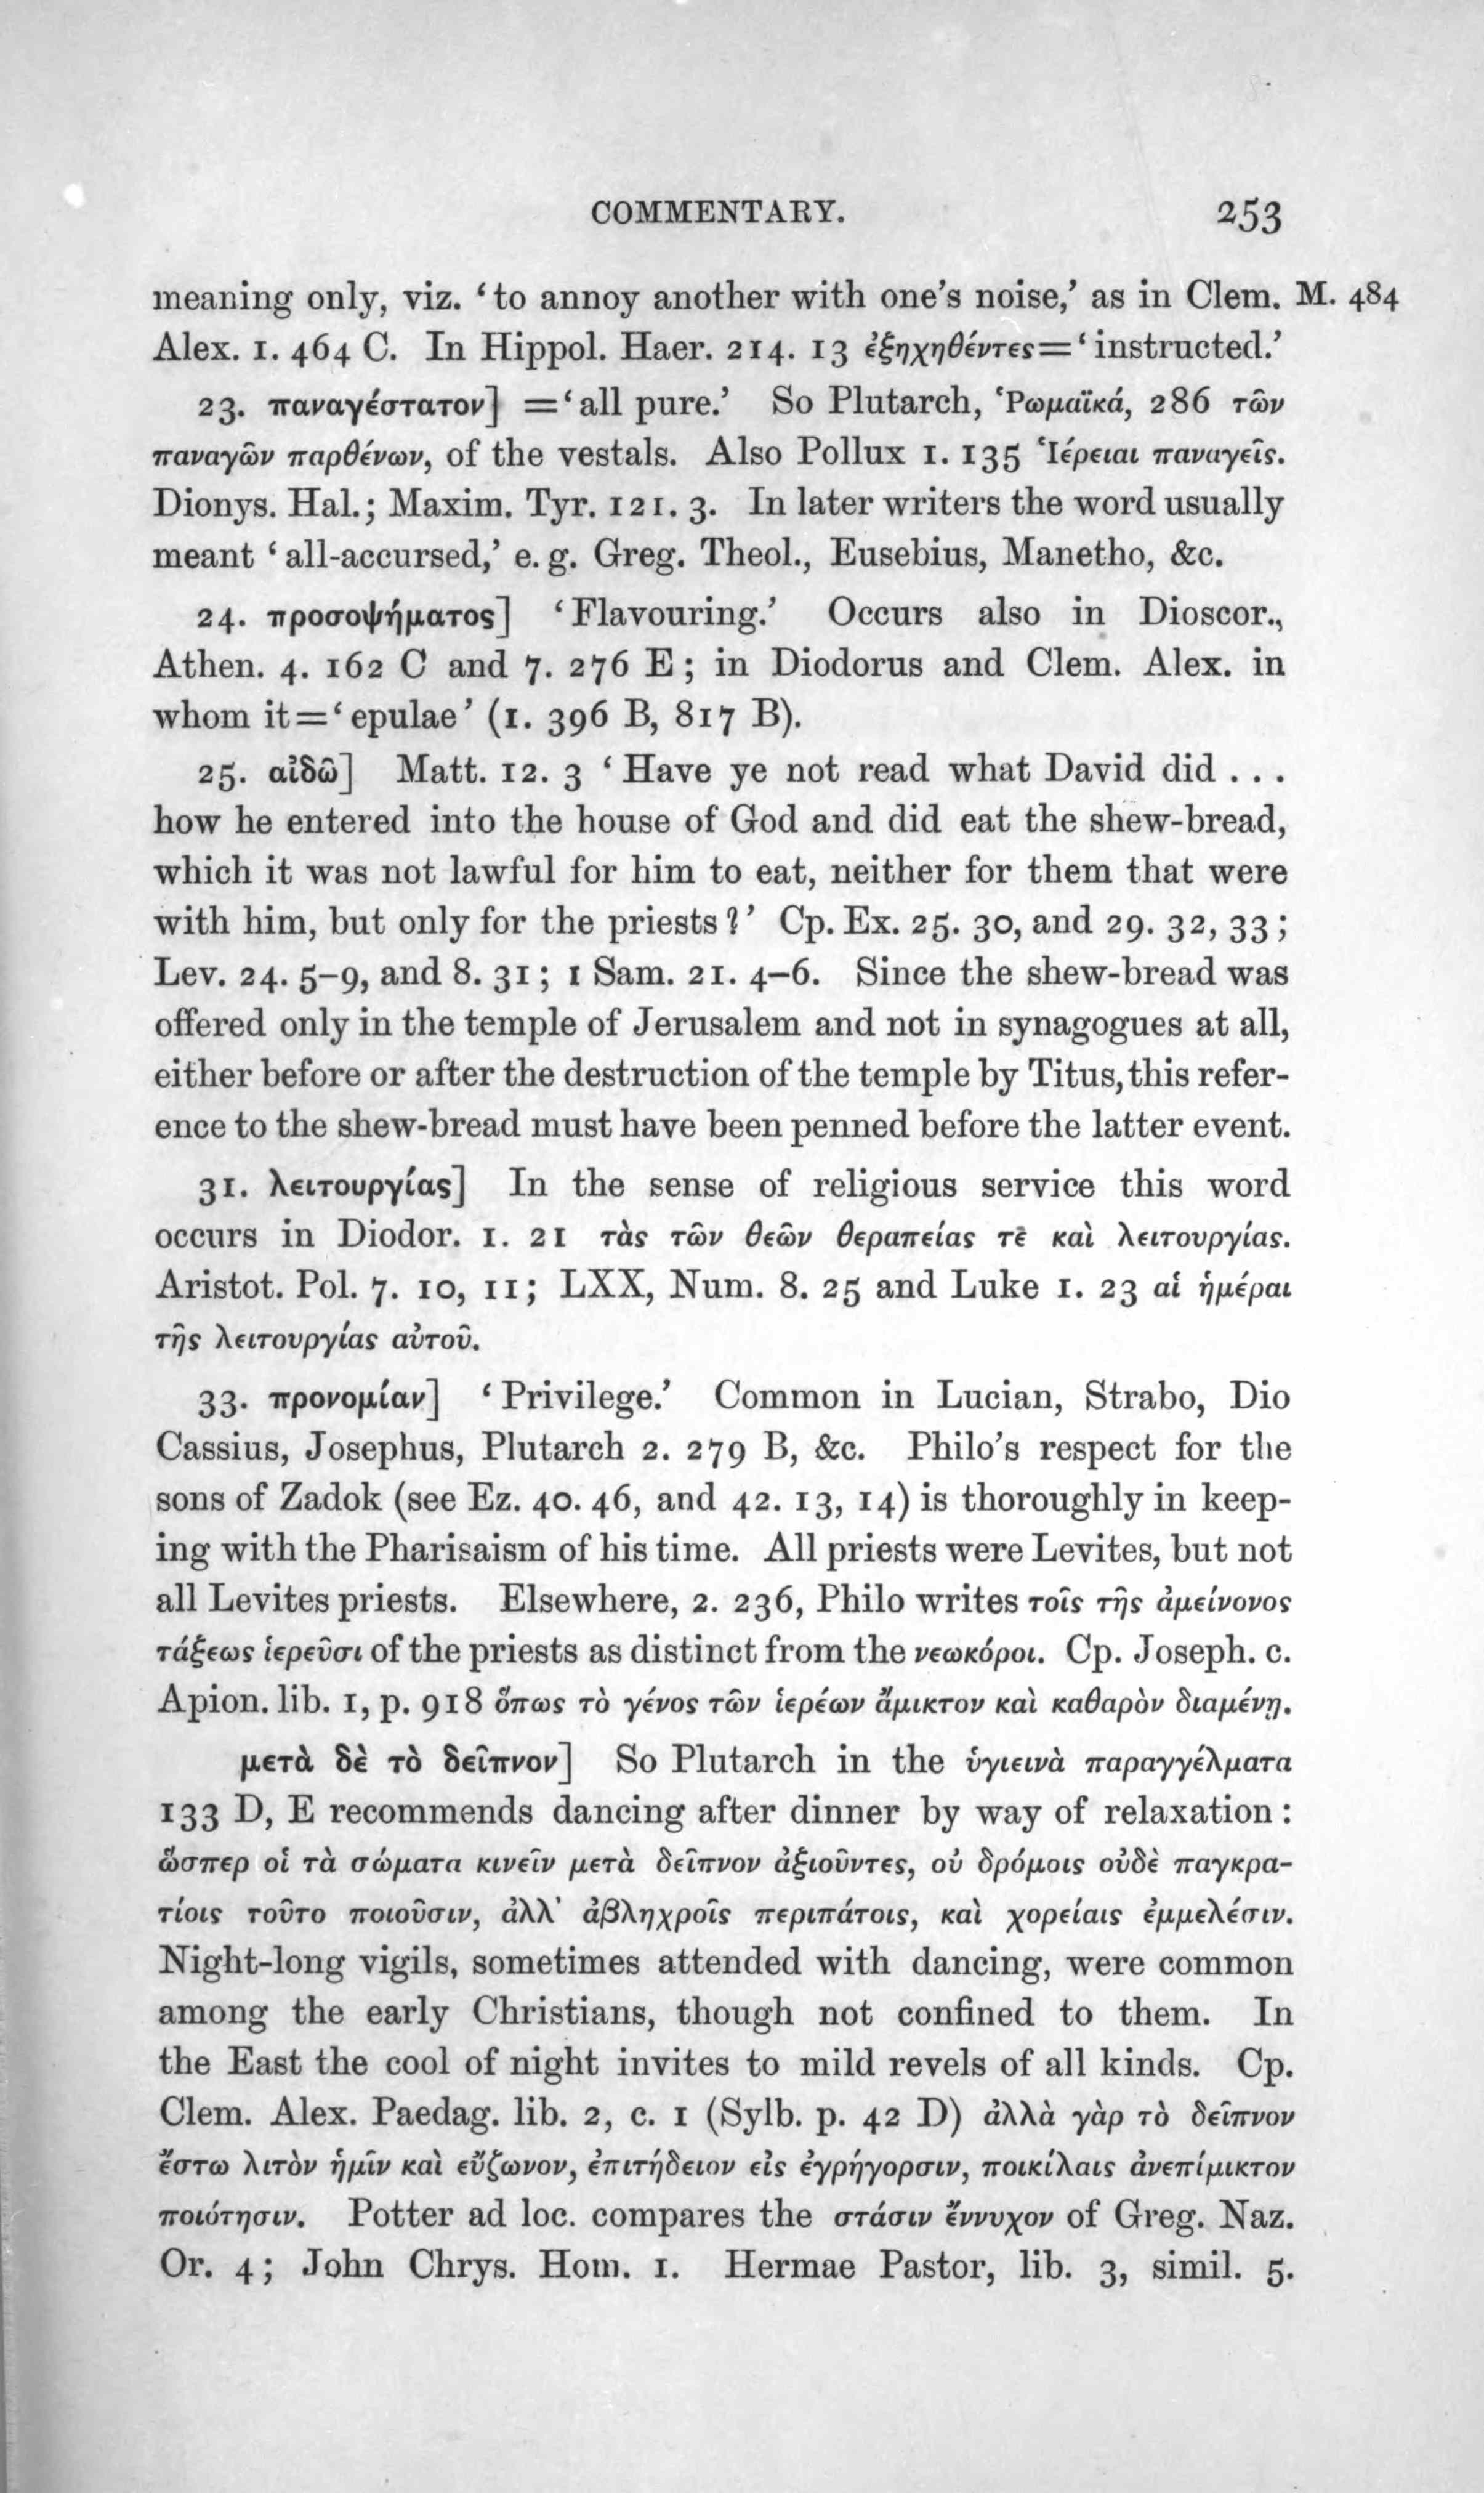 COMMENTARY. 253
meaning only, viz. ‘to annoy another with one’s noise,’ as in Clem. M. 484
Alex. 1. 464 C. In Hippol. Haer. 214. 13 ἐξηχηθέντες=‘instructed.’
23. παναγέστατον] =‘all pure.’ So Plutarch, Ῥωμαϊκά, 286 τῶν
παναγῶν παρθένων, of the vestals. Also Pollux 1. 135 Ἱέρειαι παναγεῖς.
Dionys. Hal.; Maxim. Tyr. 121. 3. In later writers the word usually
meant ‘all-accursed,’ e. g. Greg. Theol., Eusebius, Manetho, &c.
24. προσοψήματος] ‘Flavouring.’ Occurs also in Dioscor.,
Athen. 4. 162 C and 7. 276 E; in Diodorus and Clem. Alex. in
whom it=‘epulae’ (1. 396 B, 817 B).
25. αἰδῶ] Matt. 12. 3 ‘Have ye not read what David did . . .
how he entered into the house of God and did eat the shew-bread,
which it was not lawful for him to eat, neither for them that were
with him, but only for the priests?’ Cp. Ex. 25. 30, and 29. 32, 33;
Lev. 24. 5–9, and 8. 31; 1 Sam. 21. 4–6. Since the shew-bread was
offered only in the temple of Jerusalem and not in synagogues at all,
either before or after the destruction of the temple by Titus, this refer-
ence to the shew-bread must have been penned before the latter event.
31. λειτουργίας] In the sense of religious service this word
occurs in Diodor. 1. 21 τὰς τῶν θεῶν θεραπείας τὲ καὶ λειτουργίας.
Aristot. Pol. 7. 10, 11; LXX, Num. 8. 25 and Luke 1. 23 αἱ ἡμέραι
τῆς λειτουργίας αὐτοῦ.
33. προνομίαν] ‘Privilege.’ Common in Lucian, Strabo, Dio
Cassius, Josephus, Plutarch 2. 279 B, &c. Philo’s respect for the
sons of Zadok (see Ez. 40. 46, and 42. 13, 14) is thoroughly in keep-
ing with the Pharisaism of his time. All priests were Levites, but not
all Levites priests. Elsewhere, 2. 236, Philo writes τοῖς τῆς ἀμείνονος
τάξεως ἱερεῦσι of the priests as distinct from the νεωκόροι. Cp. Joseph. c.
Apion. lib. 1, p. 918 ὅπως τὸ γένος τῶν ἱερέων ἄμικτον καὶ καθαρὸν διαμένῃ.
μετὰ δὲ τὸ δεῖπνον] So Plutarch in the ὑγιεινὰ παραγγέλματα
133 D, E recommends dancing after dinner by way of relaxation:
ὥσπερ οἱ τὰ σώματα κινεῖν μετὰ δεῖπνον ἀξιοῦντες, οὐ δρόμοις οὐδὲ παγκρα-
τίοις τοῦτο ποιοῦσιν, ἀλλ’ ἀβληχροῖς περιπάτοις, καὶ χορείαις ἐμμελέσιν.
Night-long vigils, sometimes attended with dancing, were common
among the early Christians, though not confined to them. In
the East the cool of night invites to mild revels of all kinds. Cp.
Clem. Alex. Paedag. lib. 2, c. 1 (Sylb. p. 42 D) ἀλλὰ γὰρ τὸ δεῖπνον
ἔστω λιτὸν ἡμῖν καὶ εὔζωνον, ἐπιτήδειον εἰς ἐγρήγορσιν, ποικίλαις ἀνεπίμικτον
ποιότησιν. Potter ad loc. compares the στάσιν ἔννυχον of Greg. Naz.
Or. 4; John Chrys. Hom. 1. Hermae Pastor, lib. 3, simil. 5.